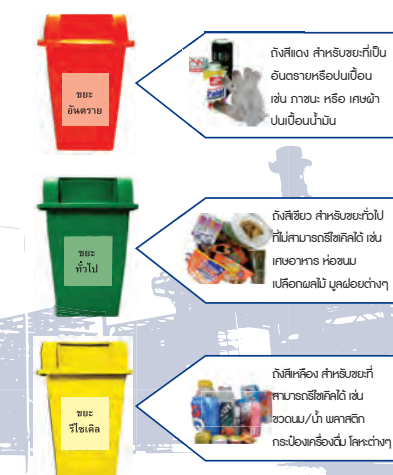 ขยะ
อันตราย
ถังสีแดง สำหรับขยะที่เป็น
อันตรายหรือปนเปื้อน
เช่น ภาชนะ หรือ เศษผ้า
ปนเปื้อนน้ำมัน
ขยะ
ทั่วไป
ถังสีเขียว สำหรับขยะทั่วไป
ที่ไม่สามารถรีไซเคิลได้ เช่น
เศษอาหาร ห่อขนม
เปลือกผลไม้ มูลฝอยต่างๆ
ขยะ
รีไซเคิล
ถังสีเหลือง สำหรับขยะที่
สามารถรีไซเคิลได้ เช่น
ขวดนม/น้ำ พลาสติก
กระป๋องเครื่องดื่ม โลหะต่างๆ